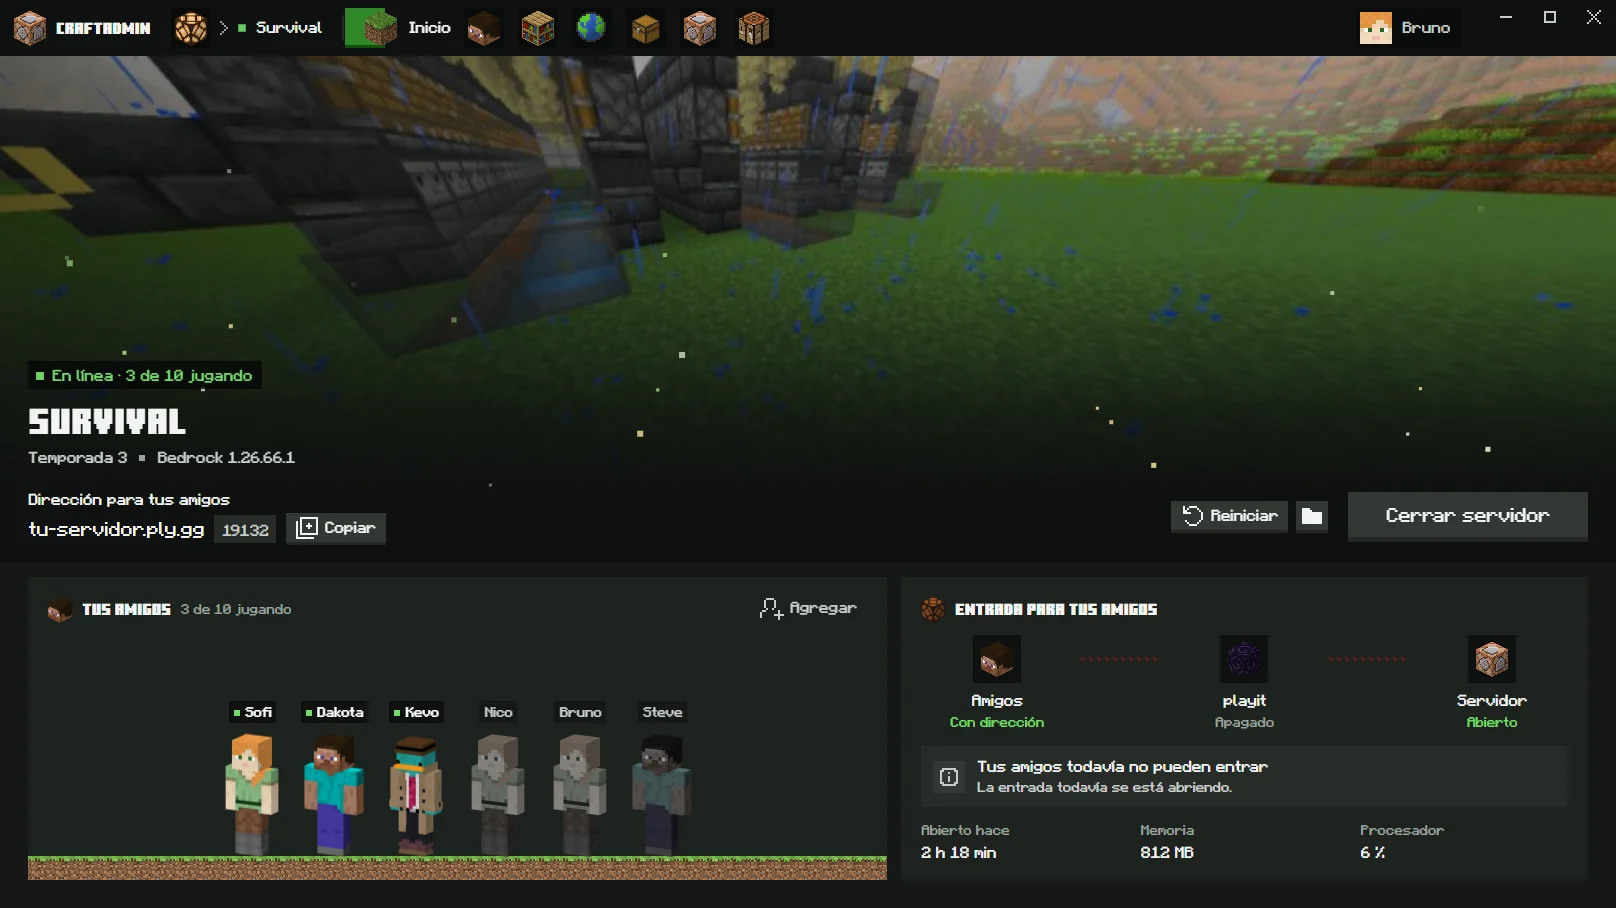 CRAFTADMIN
Survival
Inicio
Bruno
En línea · 3 de 10 jugando
SURVIVAL
Temporada 3 ▪ Bedrock 1.26.66.1
Dirección para tus amigos
tu-servidor.ply.gg 19132 Copiar
Reiniciar
Cerrar servidor
TUS AMIGOS 3 de 10 jugando
Agregar
Sofi Dakota Kevo Nico Bruno Steve
ENTRADA PARA TUS AMIGOS
Amigos playit Servidor
Con dirección Apagado Abierto
Tus amigos todavía no pueden entrar
La entrada todavía se está abriendo.
Abierto hace Memoria Procesador
2 h 18 min 812 MB 6 %